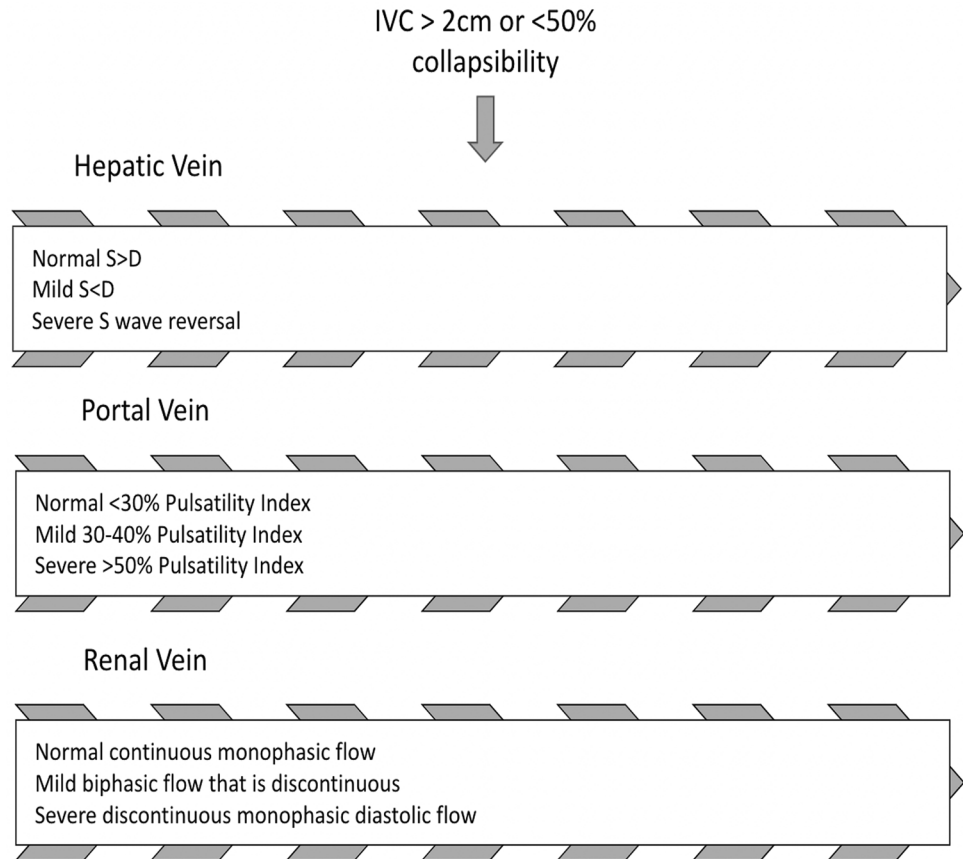 IVC > 2cm or <50%
collapsibility
Hepatic Vein
Normal S>D
Mild S<D
Severe S wave reversal
Portal Vein
Normal <30% Pulsatility Index
Mild 30-40% Pulsatility Index
Severe >50% Pulsatility Index
Renal Vein
Normal continuous monophasic flow
Mild biphasic flow that is discontinuous
Severe discontinuous monophasic diastolic flow